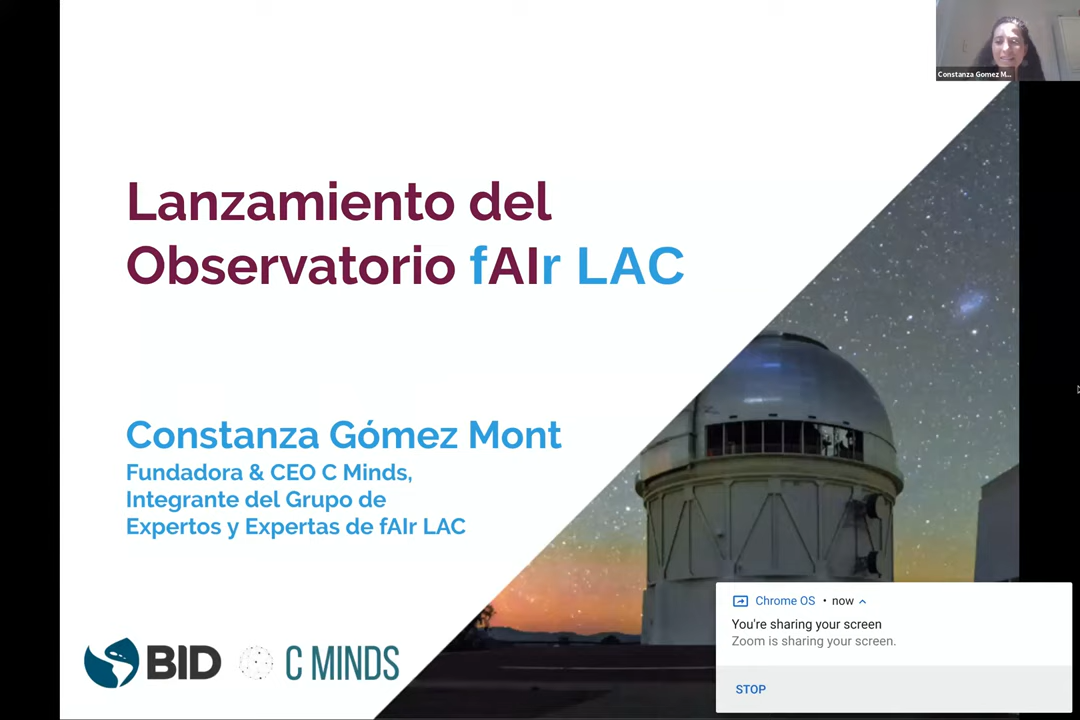 Constanza Gomez M...
Lanzamiento del
Observatorio fAIr LAC
Constanza Gómez Mont
Fundadora & CEO C Minds,
Integrante del Grupo de
Expertos y Expertas de fAIr LAC
BID
C MINDS
Chrome OS • now
You're sharing your screen
Zoom is sharing your screen.
STOP